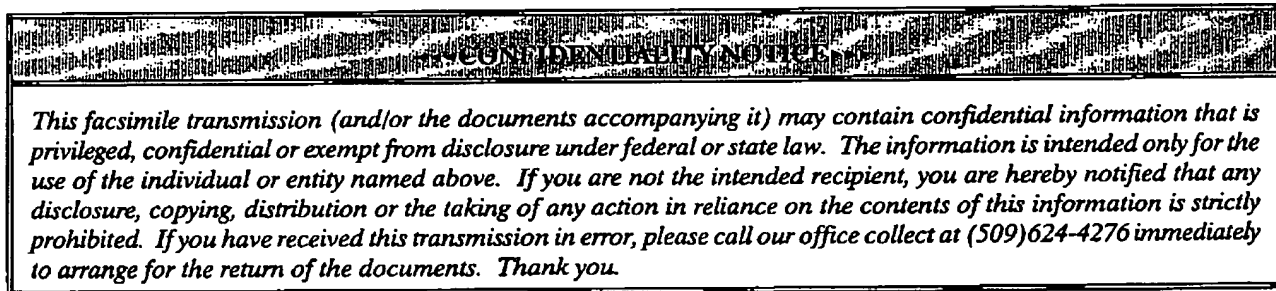 CONFIDENTIALITY NOTICE
This facsimile transmission (and/or the documents accompanying it) may contain confidential information that is
privileged, confidential or exempt from disclosure under federal or state law. The information is intended only for the
use of the individual or entity named above. If you are not the intended recipient, you are hereby notified that any
disclosure, copying, distribution or the taking of any action in reliance on the contents of this information is strictly
prohibited. If you have received this transmission in error, please call our office collect at (509)624-4276 immediately
to arrange for the return of the documents. Thank you.